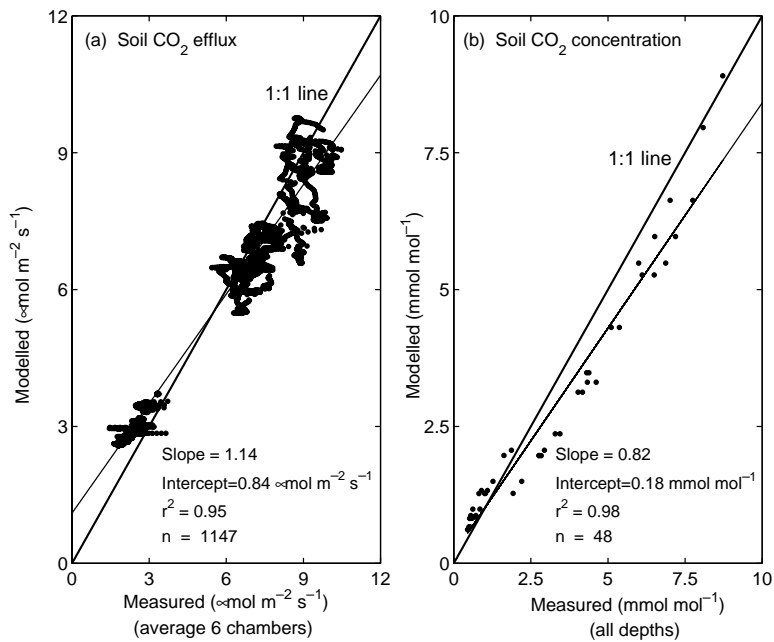 (a) Soil CO2 efflux
1:1 line
12
9
6
3
0
Modelled (∝mol m−2 s−1)
Slope = 1.14
Intercept=0.84 ∝mol m−2 s−1
r2 = 0.95
n = 1147
0 3 6 9 12
Measured (∝mol m−2 s−1)
(average 6 chambers)
(b) Soil CO2 concentration
1:1 line
10
7.5
5
2.5
0
Modelled (mmol mol−1)
Slope = 0.82
Intercept=0.18 mmol mol−1
r2 = 0.98
n = 48
0 2.5 5 7.5 10
Measured (mmol mol−1)
(all depths)